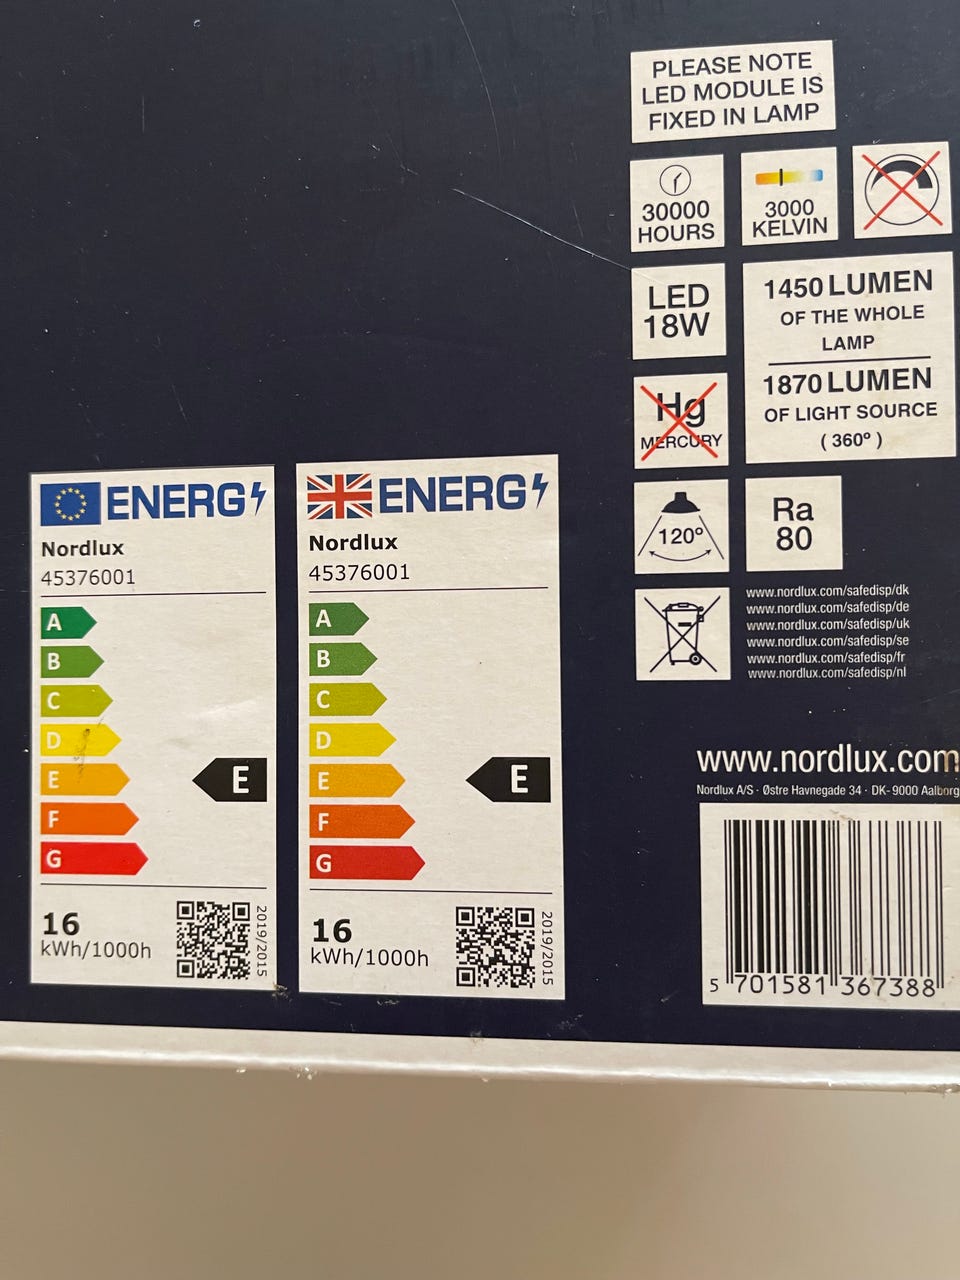 PLEASE NOTE
LED MODULE IS
FIXED IN LAMP
30000
HOURS
3000
KELVIN
LED
18W
1450 LUMEN
OF THE WHOLE
LAMP
1870 LUMEN
OF LIGHT SOURCE
( 360º )
Hg
MERCURY
120º
Ra
80
www.nordlux.com/safedisp/dk
www.nordlux.com/safedisp/de
www.nordlux.com/safedisp/uk
www.nordlux.com/safedisp/se
www.nordlux.com/safedisp/fr
www.nordlux.com/safedisp/nl
www.nordlux.com
Nordlux A/S · Østre Havnegade 34 · DK-9000 Aalborg
5 701581 367388
ENERG
Nordlux
45376001
A
B
C
D
E
F
G
E
16
kWh/1000h
2019/2015
ENERG
Nordlux
45376001
A
B
C
D
E
F
G
E
16
kWh/1000h
2019/2015